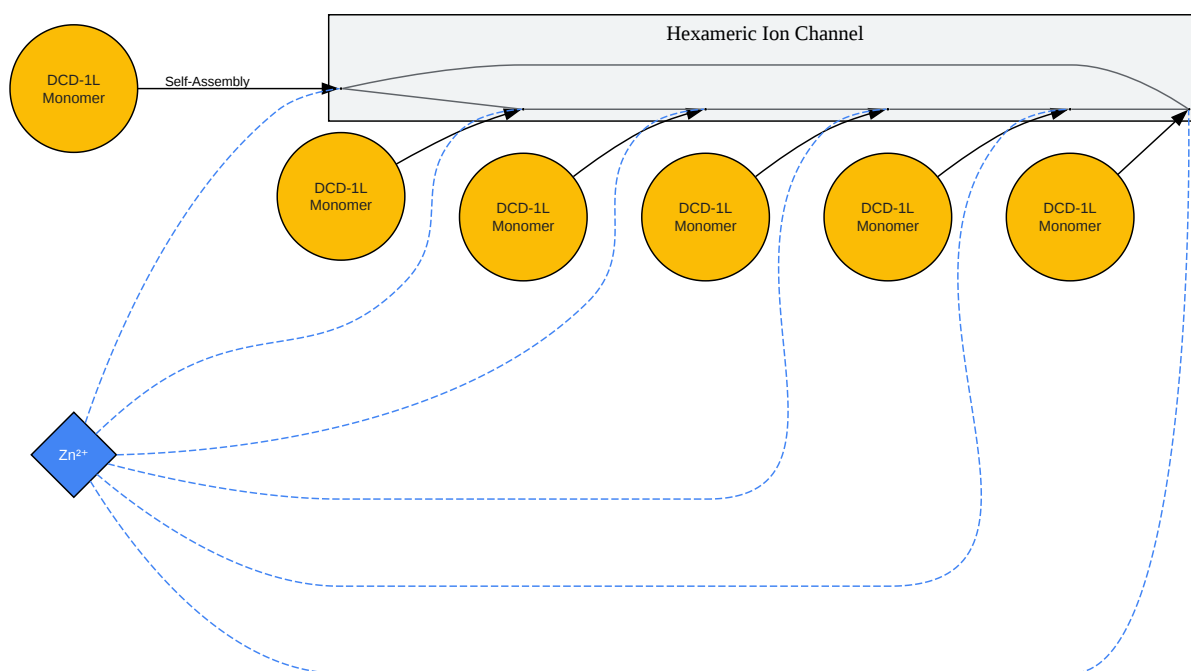 Hexameric Ion Channel
DCD-1L
Monomer
Self-Assembly
DCD-1L
Monomer
DCD-1L
Monomer
DCD-1L
Monomer
DCD-1L
Monomer
DCD-1L
Monomer
Zn²⁺